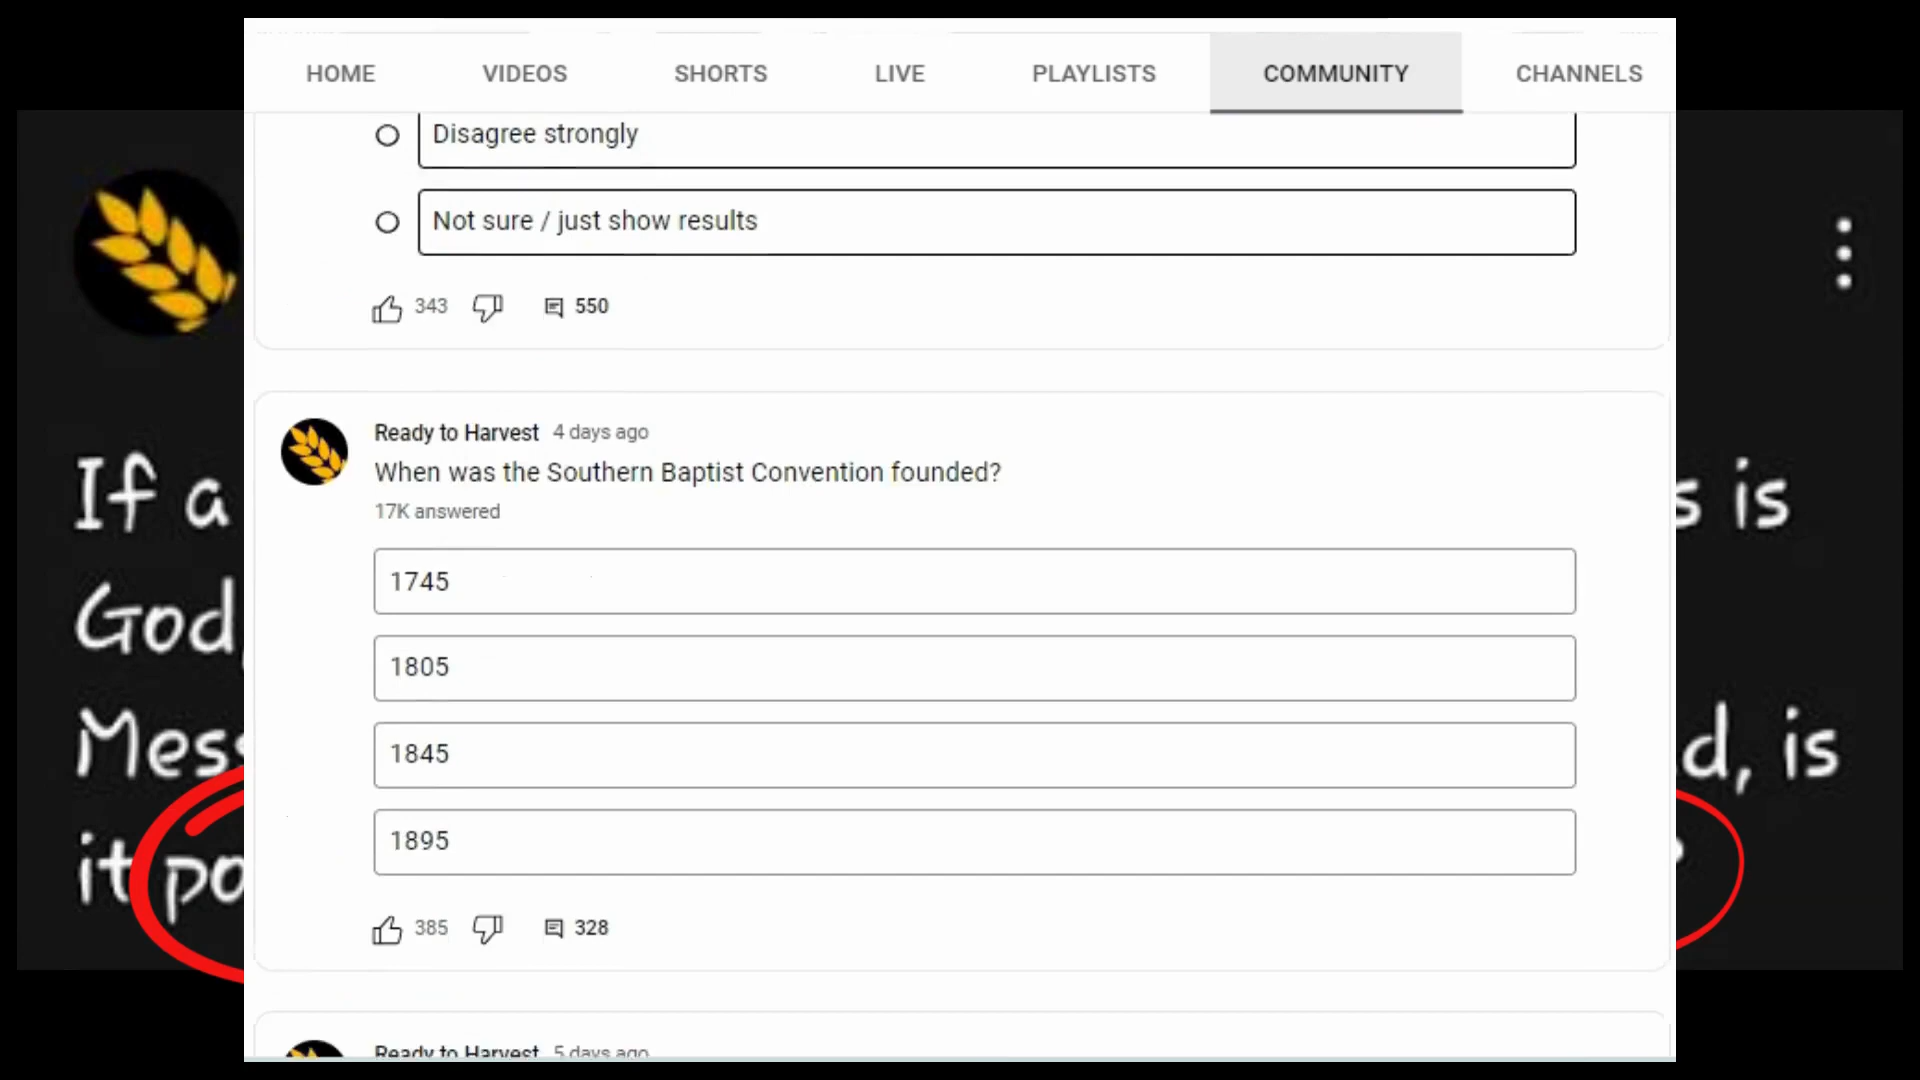 HOME VIDEOS SHORTS LIVE PLAYLISTS COMMUNITY CHANNELS
Disagree strongly
Not sure / just show results
343 550
Ready to Harvest 4 days ago
When was the Southern Baptist Convention founded?
17K answered
1745
1805
1845
1895
385 328
Ready to Harvest 5 days ago
If a s is
God,
Mess d, is
it po